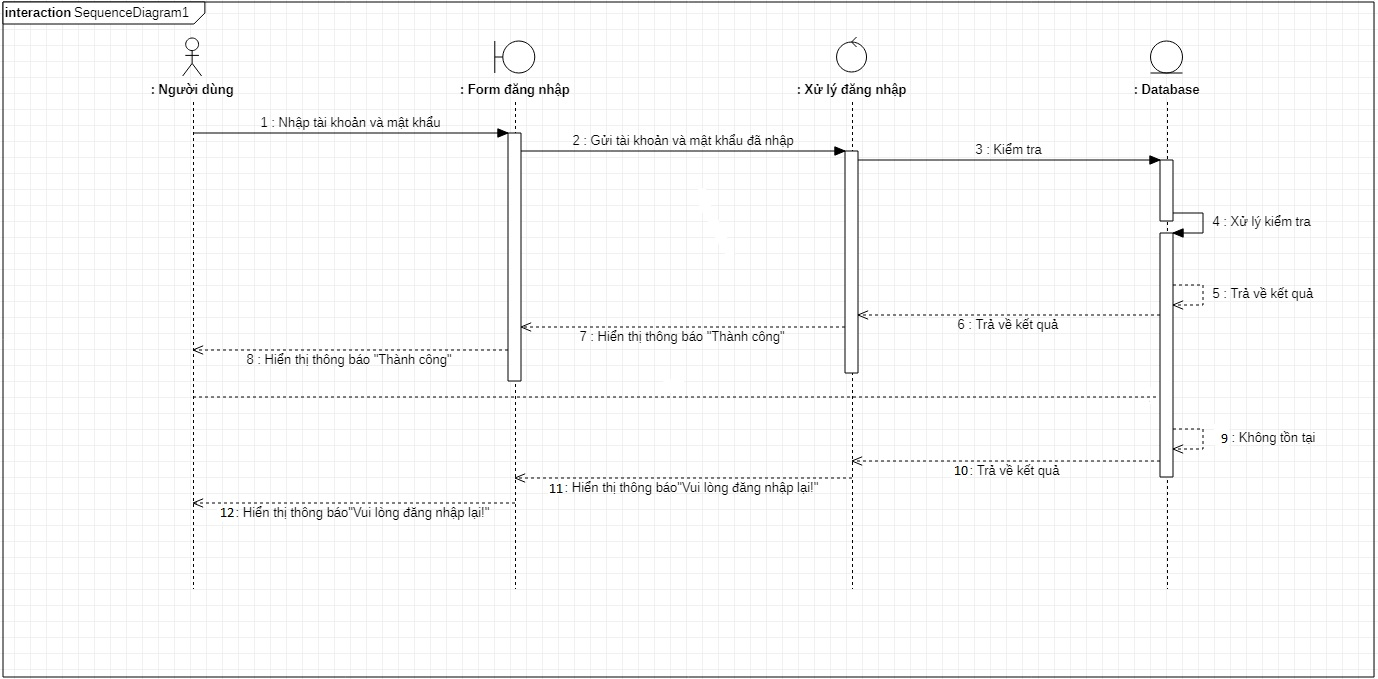 interaction SequenceDiagram1
: Người dùng
: Form đăng nhập
: Xử lý đăng nhập
: Database
1 : Nhập tài khoản và mật khẩu
2 : Gửi tài khoản và mật khẩu đã nhập
3 : Kiểm tra
4 : Xử lý kiểm tra
5 : Trả về kết quả
6 : Trả về kết quả
7 : Hiển thị thông báo "Thành công"
8 : Hiển thị thông báo "Thành công"
9 : Không tồn tại
10: Trả về kết quả
11: Hiển thị thông báo"Vui lòng đăng nhập lại!"
12: Hiển thị thông báo"Vui lòng đăng nhập lại!"